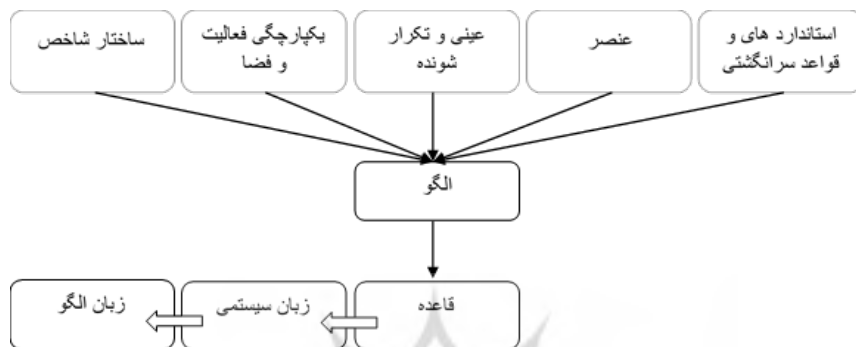 استاندارد های و
قواعد سرانگشتی
عنصر
عینی و تکرار
شونده
یکپارچگی فعالیت
و فضا
ساختار شاخص
الگو
قاعده
زبان سیستمی
زبان الگو